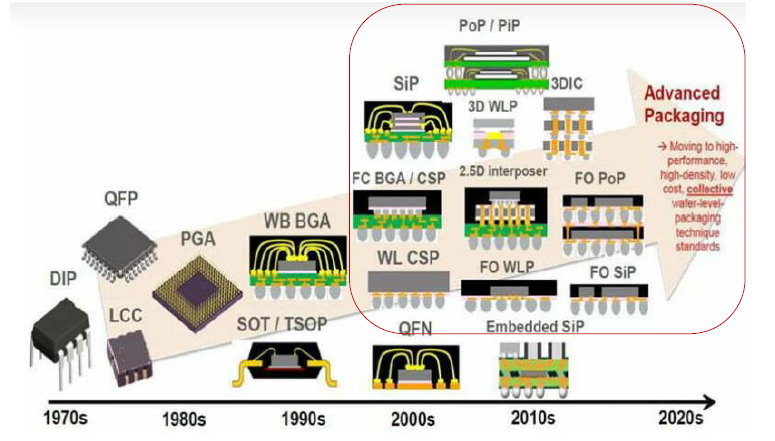 PoP / PiP
SiP
3D WLP
3DIC
Advanced
Packaging
→ Moving to high-
performance,
high-density, low
cost, collective
wafer-level-
packaging
technique
standards
FC BGA / CSP
2.5D interposer
FO PoP
QFP
PGA
WB BGA
WL CSP
FO WLP
FO SiP
DIP
LCC
SOT / TSOP
QFN
Embedded SiP
1970s
1980s
1990s
2000s
2010s
2020s